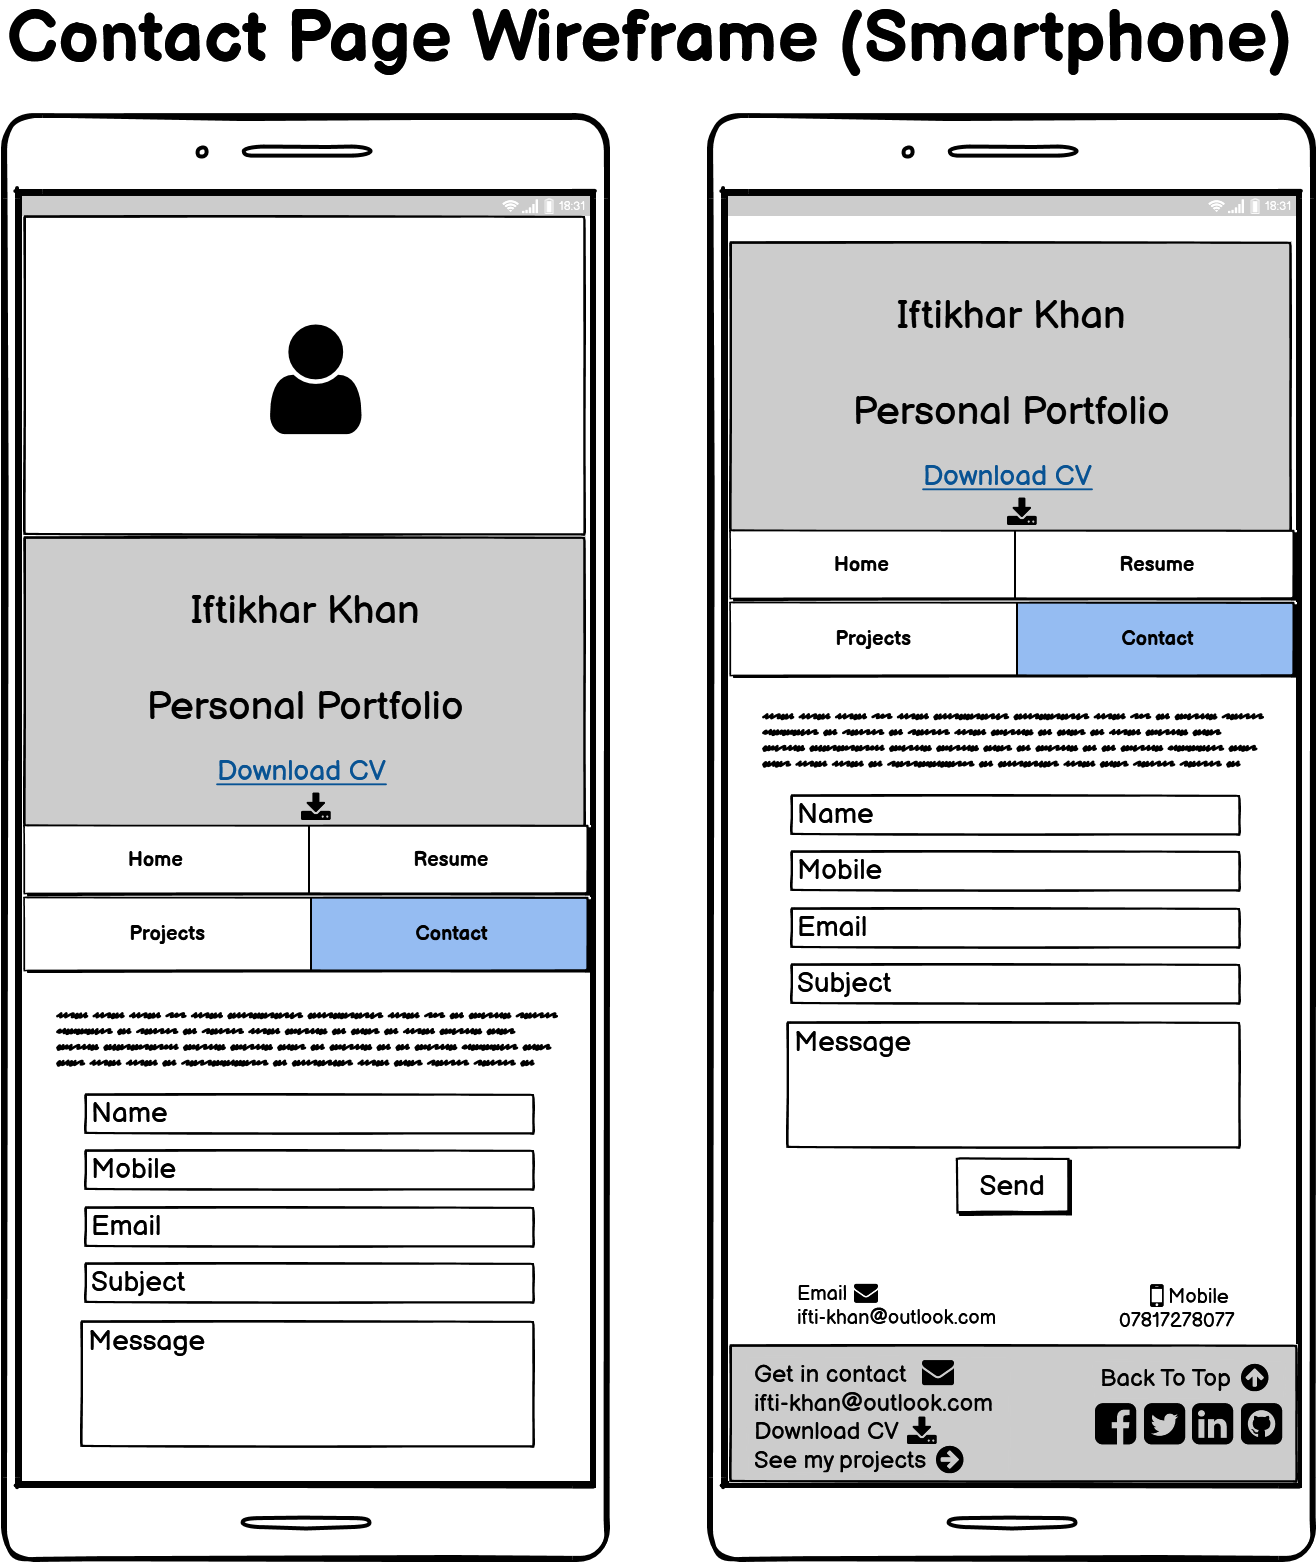 Contact Page Wireframe (Smartphone)
18:31
Iftikhar Khan
Personal Portfolio
Download CV
Home
Resume
Projects
Contact
Name
Mobile
Email
Subject
Message
18:31
Iftikhar Khan
Personal Portfolio
Download CV
Home
Resume
Projects
Contact
Name
Mobile
Email
Subject
Message
Send
Email
ifti-khan@outlook.com
Mobile
07817278077
Get in contact
ifti-khan@outlook.com
Download CV
See my projects
Back To Top